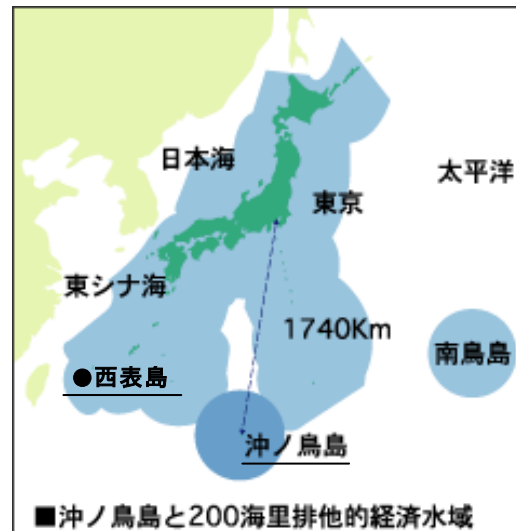 日本海
太平洋
東京
東シナ海
1740Km
南鳥島
●西表島
沖ノ鳥島
■沖ノ鳥島と200海里排他的経済水域